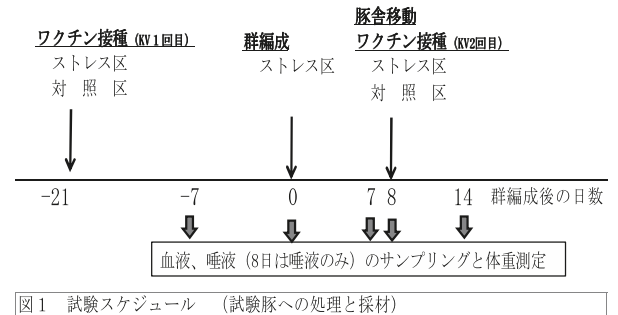 豚舎移動
ワクチン接種 (KV1回目) 群編成 ワクチン接種 (KV2回目)
ストレス区 ストレス区 ストレス区
対 照 区 対 照 区
-21 -7 0 7 8 14 群編成後の日数
血液、唾液（8日は唾液のみ）のサンプリングと体重測定
図1 試験スケジュール （試験豚への処理と採材）